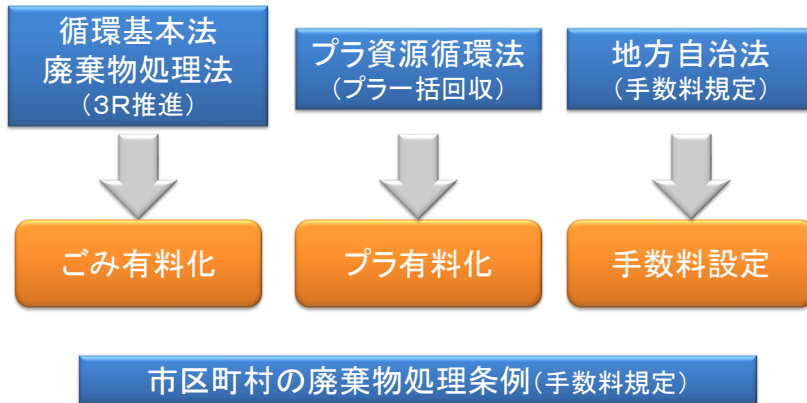 循環基本法
廃棄物処理法
（3R推進）
プラ資源循環法
（プラ一括回収）
地方自治法
（手数料規定）
ごみ有料化
プラ有料化
手数料設定
市区町村の廃棄物処理条例（手数料規定）